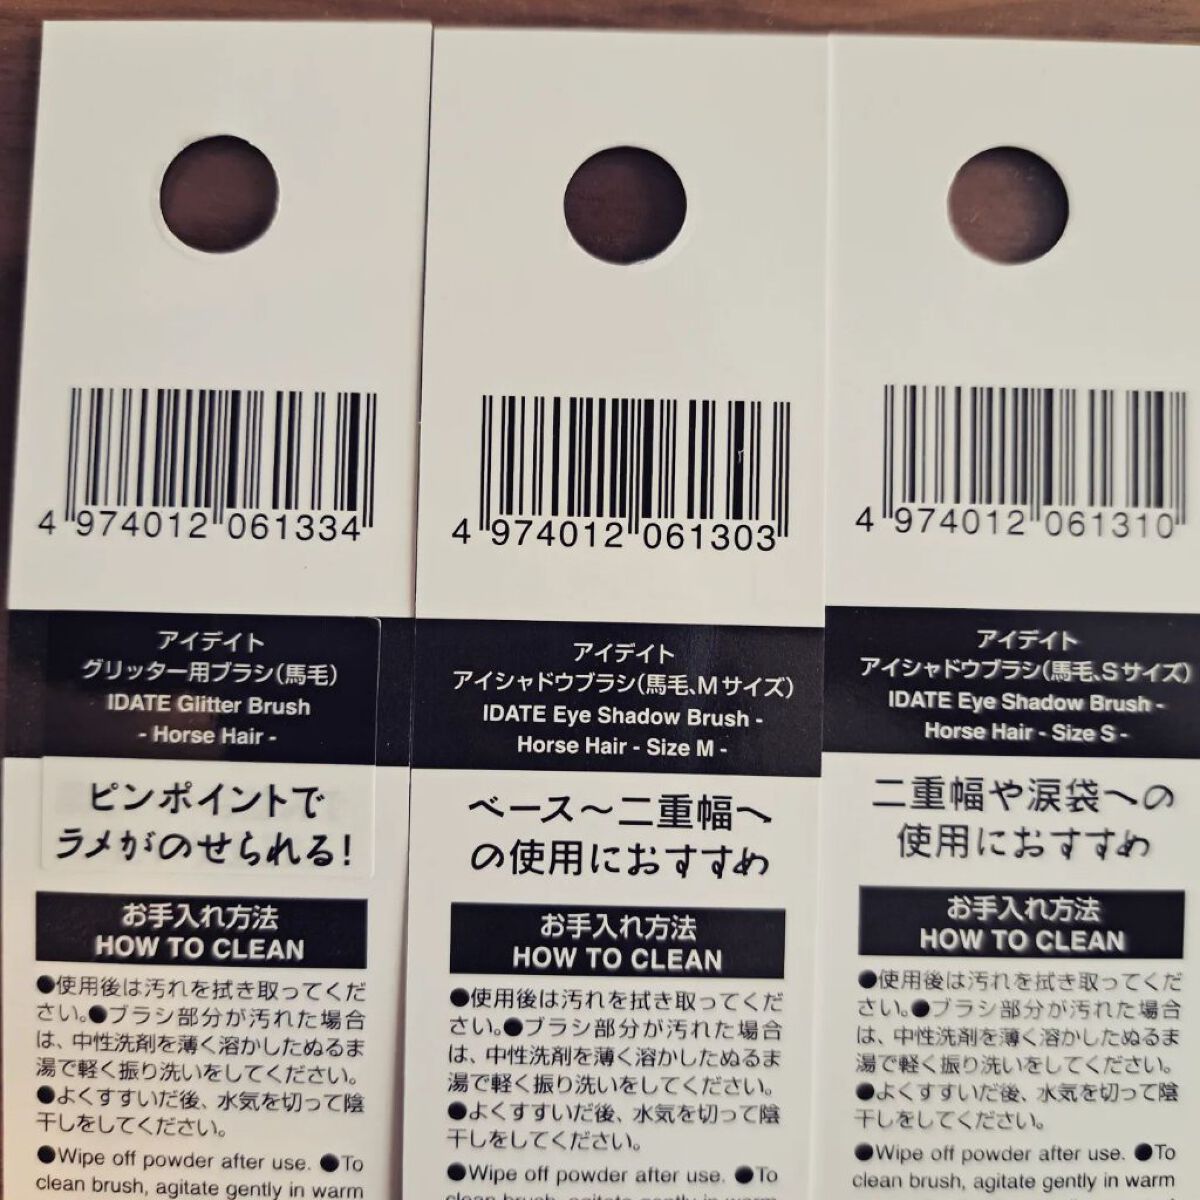 4 974012 061334
アイデイト
グリッター用ブラシ(馬毛)
IDATE Glitter Brush
- Horse Hair -
ピンポイントで
ラメがのせられる!
お手入れ方法
HOW TO CLEAN
●使用後は汚れを拭き取ってくだ
さい。●ブラシ部分が汚れた場合
は、中性洗剤を薄く溶かしたぬるま
湯で軽く振り洗いをしてください。
●よくすすいだ後、水気を切って陰
干しをしてください。
●Wipe off powder after use. ●To
clean brush, agitate gently in warm
4 974012 061303
アイデイト
アイシャドウブラシ(馬毛、Mサイズ)
IDATE Eye Shadow Brush -
Horse Hair - Size M -
ベース～二重幅へ
の使用におすすめ
お手入れ方法
HOW TO CLEAN
●使用後は汚れを拭き取ってくだ
さい。●ブラシ部分が汚れた場合
は、中性洗剤を薄く溶かしたぬるま
湯で軽く振り洗いをしてください。
●よくすすいだ後、水気を切って陰
干しをしてください。
●Wipe off powder after use. ●To
clean brush, agitate gently in warm
4 974012 061310
アイデイト
アイシャドウブラシ(馬毛、Sサイズ)
IDATE Eye Shadow Brush -
Horse Hair - Size S -
二重幅や涙袋への
使用におすすめ
お手入れ方法
HOW TO CLEAN
●使用後は汚れを拭き取ってくだ
さい。●ブラシ部分が汚れた場合
は、中性洗剤を薄く溶かしたぬるま
湯で軽く振り洗いをしてください。
●よくすすいだ後、水気を切って陰
干しをしてください。
●Wipe off powder after use. ●To
clean brush, agitate gently in warm